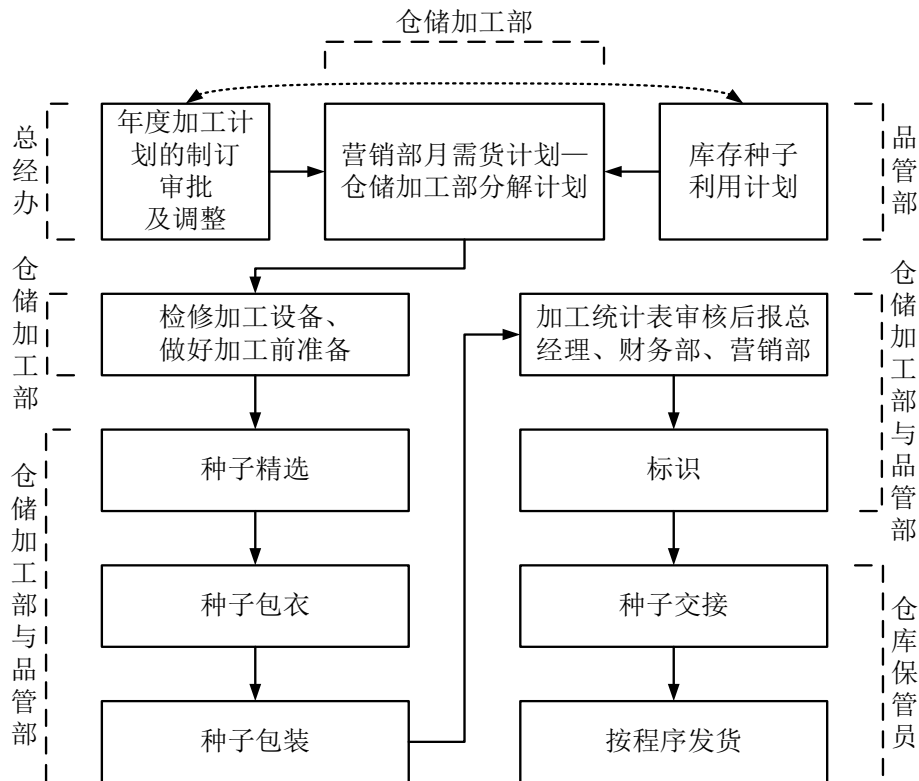 仓储加工部
总经办
年度加工计
划的制订
审批
及调整
营销部月需货计划—
仓储加工部分解计划
库存种子
利用计划
品管部
仓储加工部
检修加工设备、
做好加工前准备
加工统计表审核后报总
经理、财务部、营销部
仓储加工部与品管部
仓储加工部与品管部
种子精选
标识
种子包衣
种子交接
仓库保管员
种子包装
按程序发货